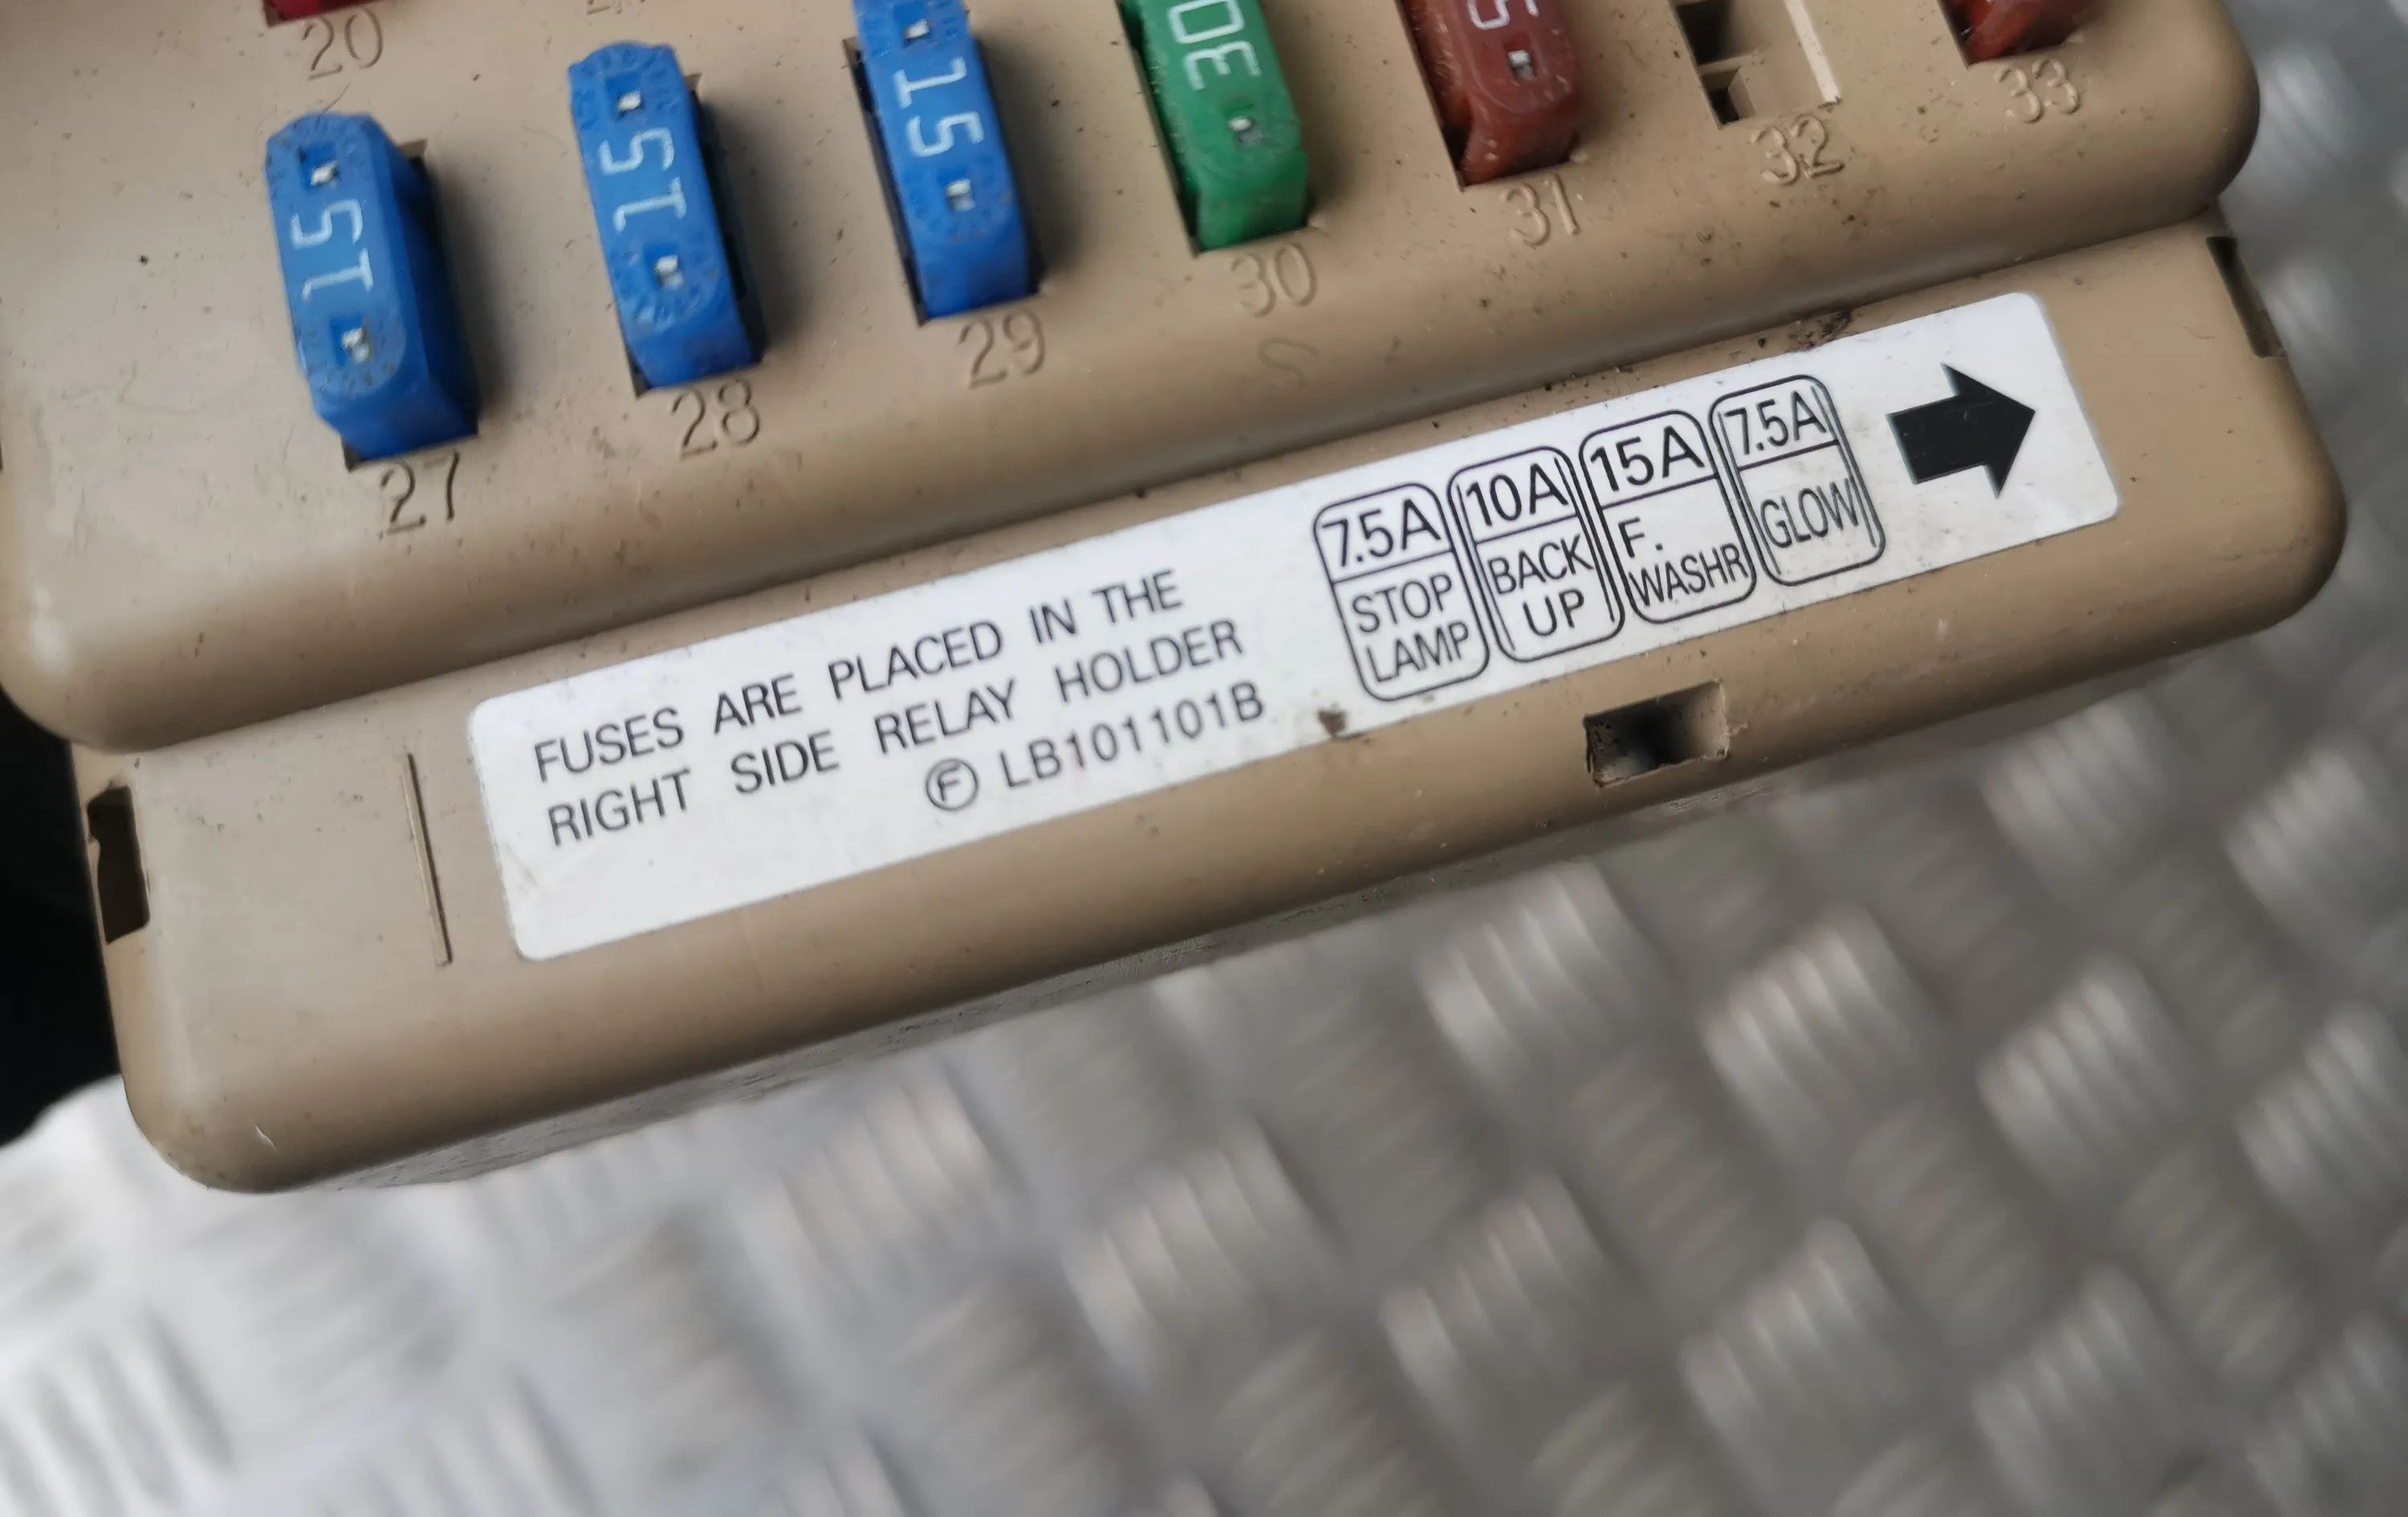 20
15
15
15
30
5
27
28
29
30
31
32
33
S
FUSES ARE PLACED IN THE
RIGHT SIDE RELAY HOLDER
Ⓕ LB101101B
7.5A
STOP
LAMP
10A
BACK
UP
15A
F.
WASHR
7.5A
GLOW